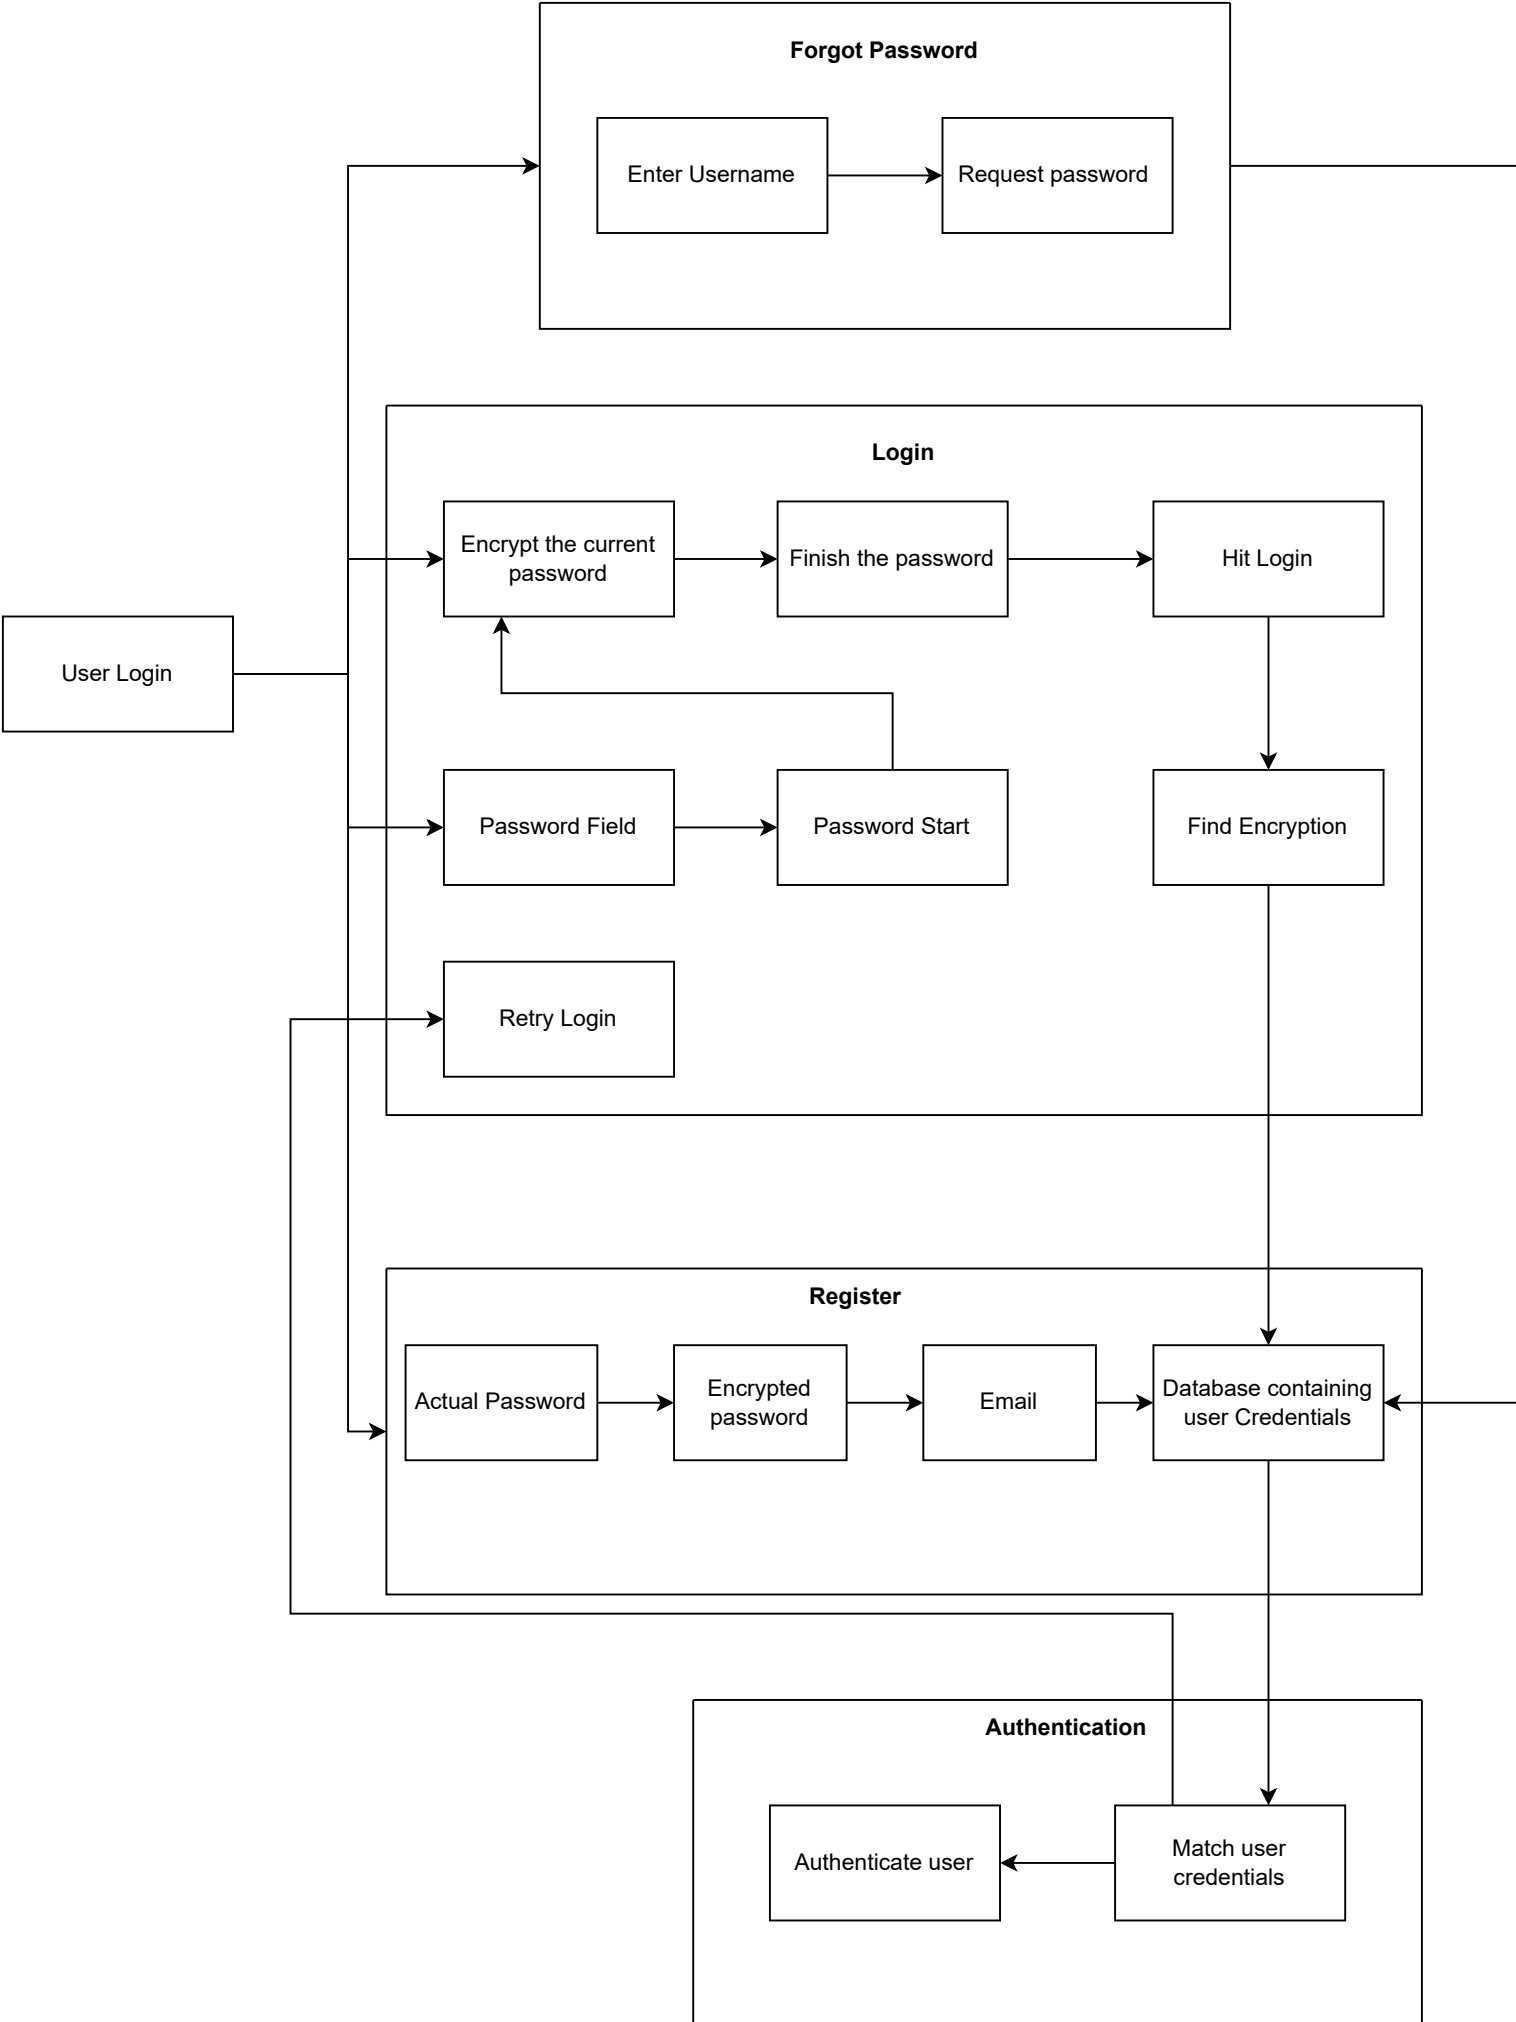 Forgot Password
Enter Username
Request password
Login
Encrypt the current
password
Finish the password
Hit Login
User Login
Password Field
Password Start
Find Encryption
Retry Login
Register
Actual Password
Encrypted
password
Email
Database containing
user Credentials
Authentication
Authenticate user
Match user
credentials